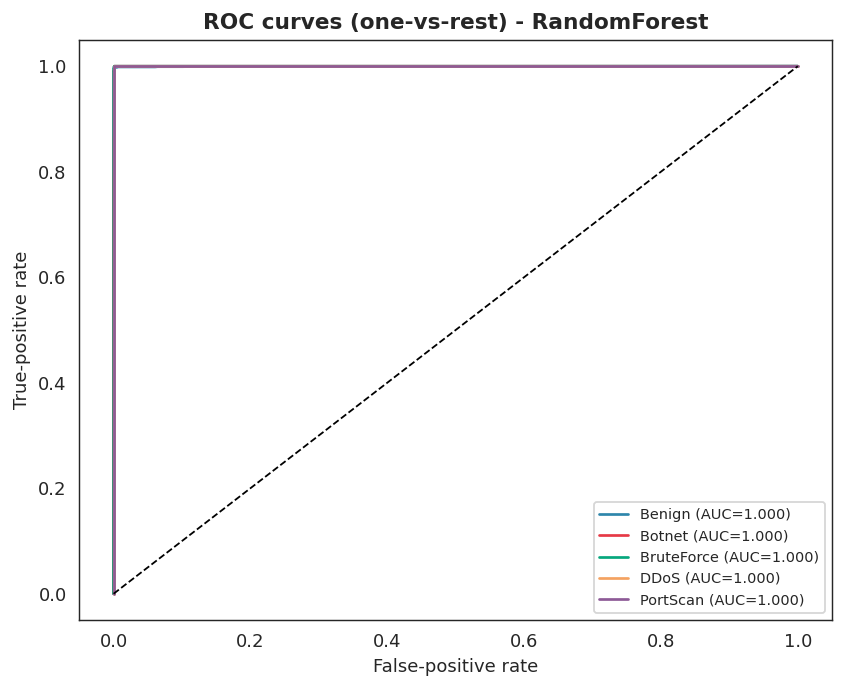 ROC curves (one-vs-rest) - RandomForest
True-positive rate
1.0
0.8
0.6
0.4
0.2
0.0
Benign (AUC=1.000)
Botnet (AUC=1.000)
BruteForce (AUC=1.000)
DDoS (AUC=1.000)
PortScan (AUC=1.000)
0.0 0.2 0.4 0.6 0.8 1.0
False-positive rate